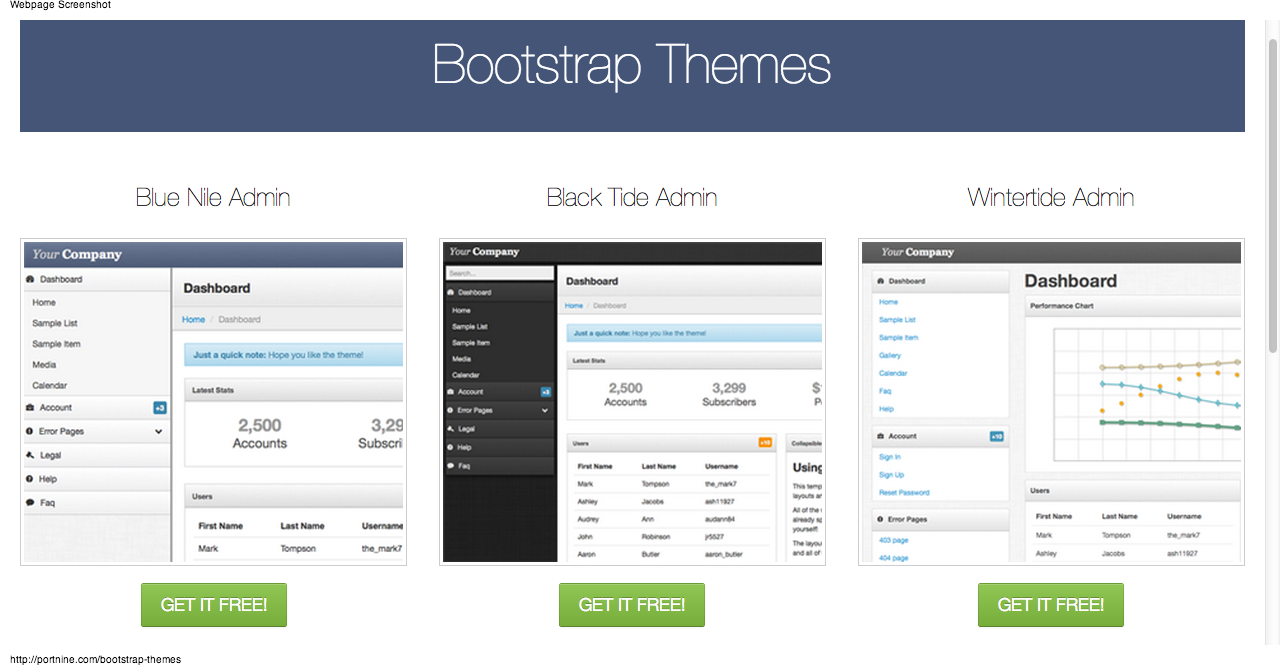 Webpage Screenshot
Bootstrap Themes
Blue Nile Admin
Your Company
Dashboard
Home
Sample List
Sample Item
Media
Calendar
Account +3
Error Pages
Legal
Help
Faq
Dashboard
Home / Dashboard
Just a quick note: Hope you like the theme!
Latest Stats
2,500 3,29
Accounts Subscri
Users
First Name Last Name Username
Mark Tompson the_mark7
GET IT FREE!
Black Tide Admin
Your Company
Search...
Dashboard
Home
Sample List
Sample Item
Media
Calendar
Account +3
Error Pages
Legal
Help
Faq
Dashboard
Home / Dashboard
Just a quick note: Hope you like the theme!
Latest Stats
2,500 3,299 $
Accounts Subscribers P
Users +10
First Name Last Name Username
Mark Tompson the_mark7
Ashley Jacobs ash11927
Audrey Ann audann84
John Robinson jr5527
Aaron Butler aaron_butler
Collapsible
Using
This temp
layouts ar
All of the
already sp
yourself.
The layou
and all of
GET IT FREE!
Wintertide Admin
Your Company
Dashboard
Home
Sample List
Sample Item
Gallery
Calendar
Faq
Help
Account +10
Sign In
Sign Up
Reset Password
Error Pages
403 page
404 page
Dashboard
Performance Chart
Users
First Name Last Name Username
Mark Tompson the_mark7
Ashley Jacobs ash11927
GET IT FREE!
http://portnine.com/bootstrap-themes